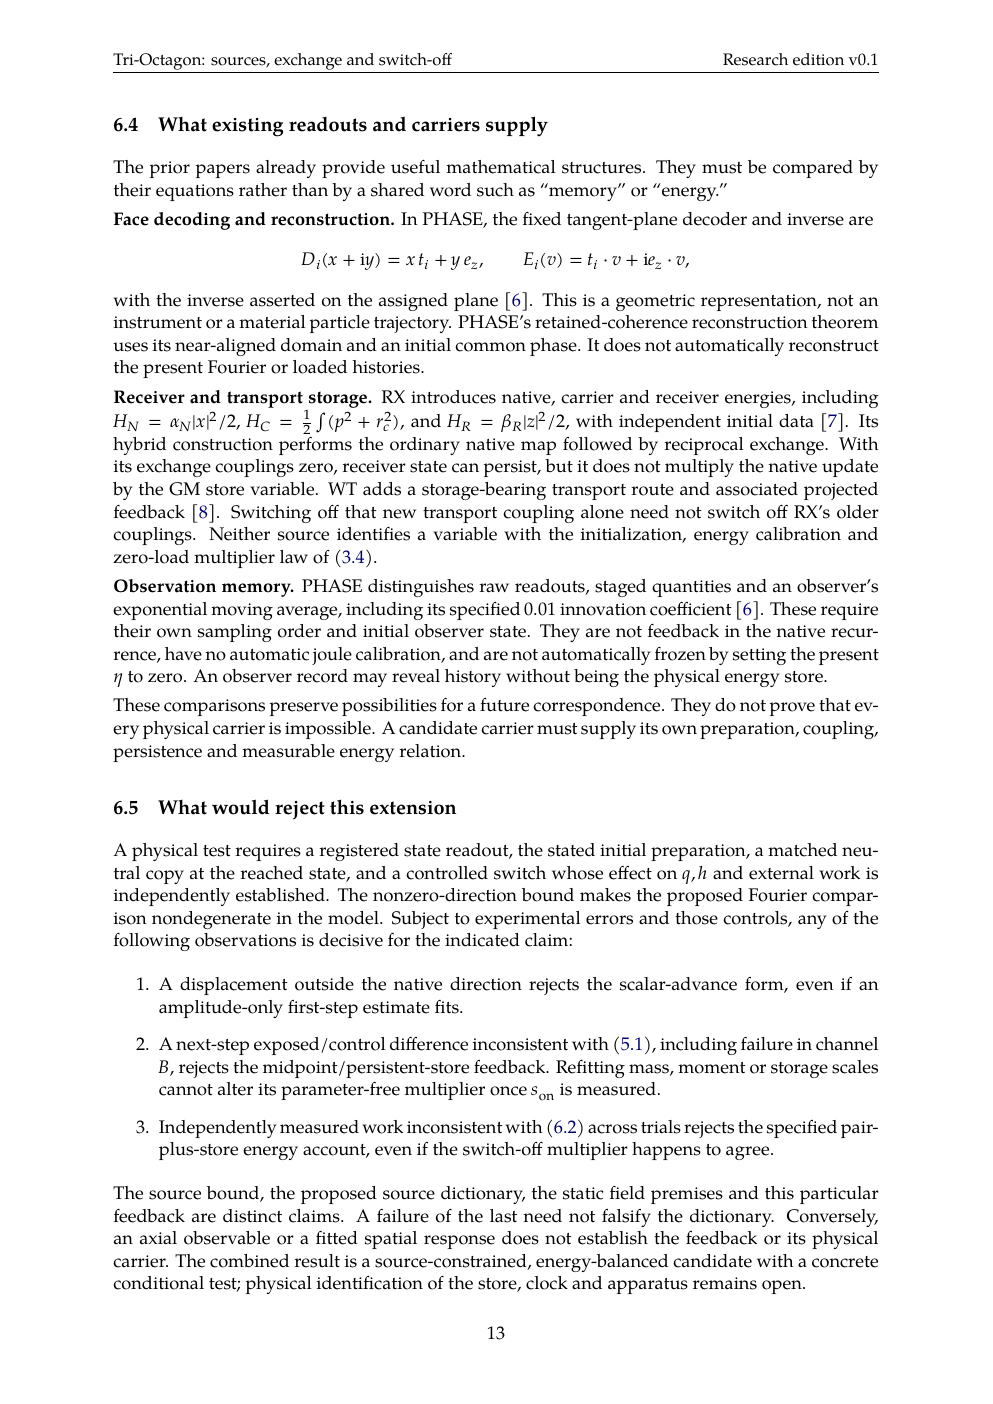 Tri-Octagon: sources, exchange and switch-off Research edition v0.1
6.4 What existing readouts and carriers supply
The prior papers already provide useful mathematical structures. They must be compared by
their equations rather than by a shared word such as “memory” or “energy.”
Face decoding and reconstruction. In PHASE, the fixed tangent-plane decoder and inverse are
D_i(x + iy) = x t_i + y e_z, E_i(v) = t_i · v + ie_z · v,
with the inverse asserted on the assigned plane [6]. This is a geometric representation, not an
instrument or a material particle trajectory. PHASE’s retained-coherence reconstruction theorem
uses its near-aligned domain and an initial common phase. It does not automatically reconstruct
the present Fourier or loaded histories.
Receiver and transport storage. RX introduces native, carrier and receiver energies, including
H_N = α_N|x|²/2, H_C = ½ ∫(p² + r_c²), and H_R = β_R|z|²/2, with independent initial data [7]. Its
hybrid construction performs the ordinary native map followed by reciprocal exchange. With
its exchange couplings zero, receiver state can persist, but it does not multiply the native update
by the GM store variable. WT adds a storage-bearing transport route and associated projected
feedback [8]. Switching off that new transport coupling alone need not switch off RX’s older
couplings. Neither source identifies a variable with the initialization, energy calibration and
zero-load multiplier law of (3.4).
Observation memory. PHASE distinguishes raw readouts, staged quantities and an observer’s
exponential moving average, including its specified 0.01 innovation coefficient [6]. These require
their own sampling order and initial observer state. They are not feedback in the native recur-
rence, have no automatic joule calibration, and are not automatically frozen by setting the present
η to zero. An observer record may reveal history without being the physical energy store.
These comparisons preserve possibilities for a future correspondence. They do not prove that ev-
ery physical carrier is impossible. A candidate carrier must supply its own preparation, coupling,
persistence and measurable energy relation.
6.5 What would reject this extension
A physical test requires a registered state readout, the stated initial preparation, a matched neu-
tral copy at the reached state, and a controlled switch whose effect on q, h and external work is
independently established. The nonzero-direction bound makes the proposed Fourier compar-
ison nondegenerate in the model. Subject to experimental errors and those controls, any of the
following observations is decisive for the indicated claim:
1. A displacement outside the native direction rejects the scalar-advance form, even if an
amplitude-only first-step estimate fits.
2. A next-step exposed/control difference inconsistent with (5.1), including failure in channel
B, rejects the midpoint/persistent-store feedback. Refitting mass, moment or storage scales
cannot alter its parameter-free multiplier once s_on is measured.
3. Independently measured work inconsistent with (6.2) across trials rejects the specified pair-
plus-store energy account, even if the switch-off multiplier happens to agree.
The source bound, the proposed source dictionary, the static field premises and this particular
feedback are distinct claims. A failure of the last need not falsify the dictionary. Conversely,
an axial observable or a fitted spatial response does not establish the feedback or its physical
carrier. The combined result is a source-constrained, energy-balanced candidate with a concrete
conditional test; physical identification of the store, clock and apparatus remains open.
13